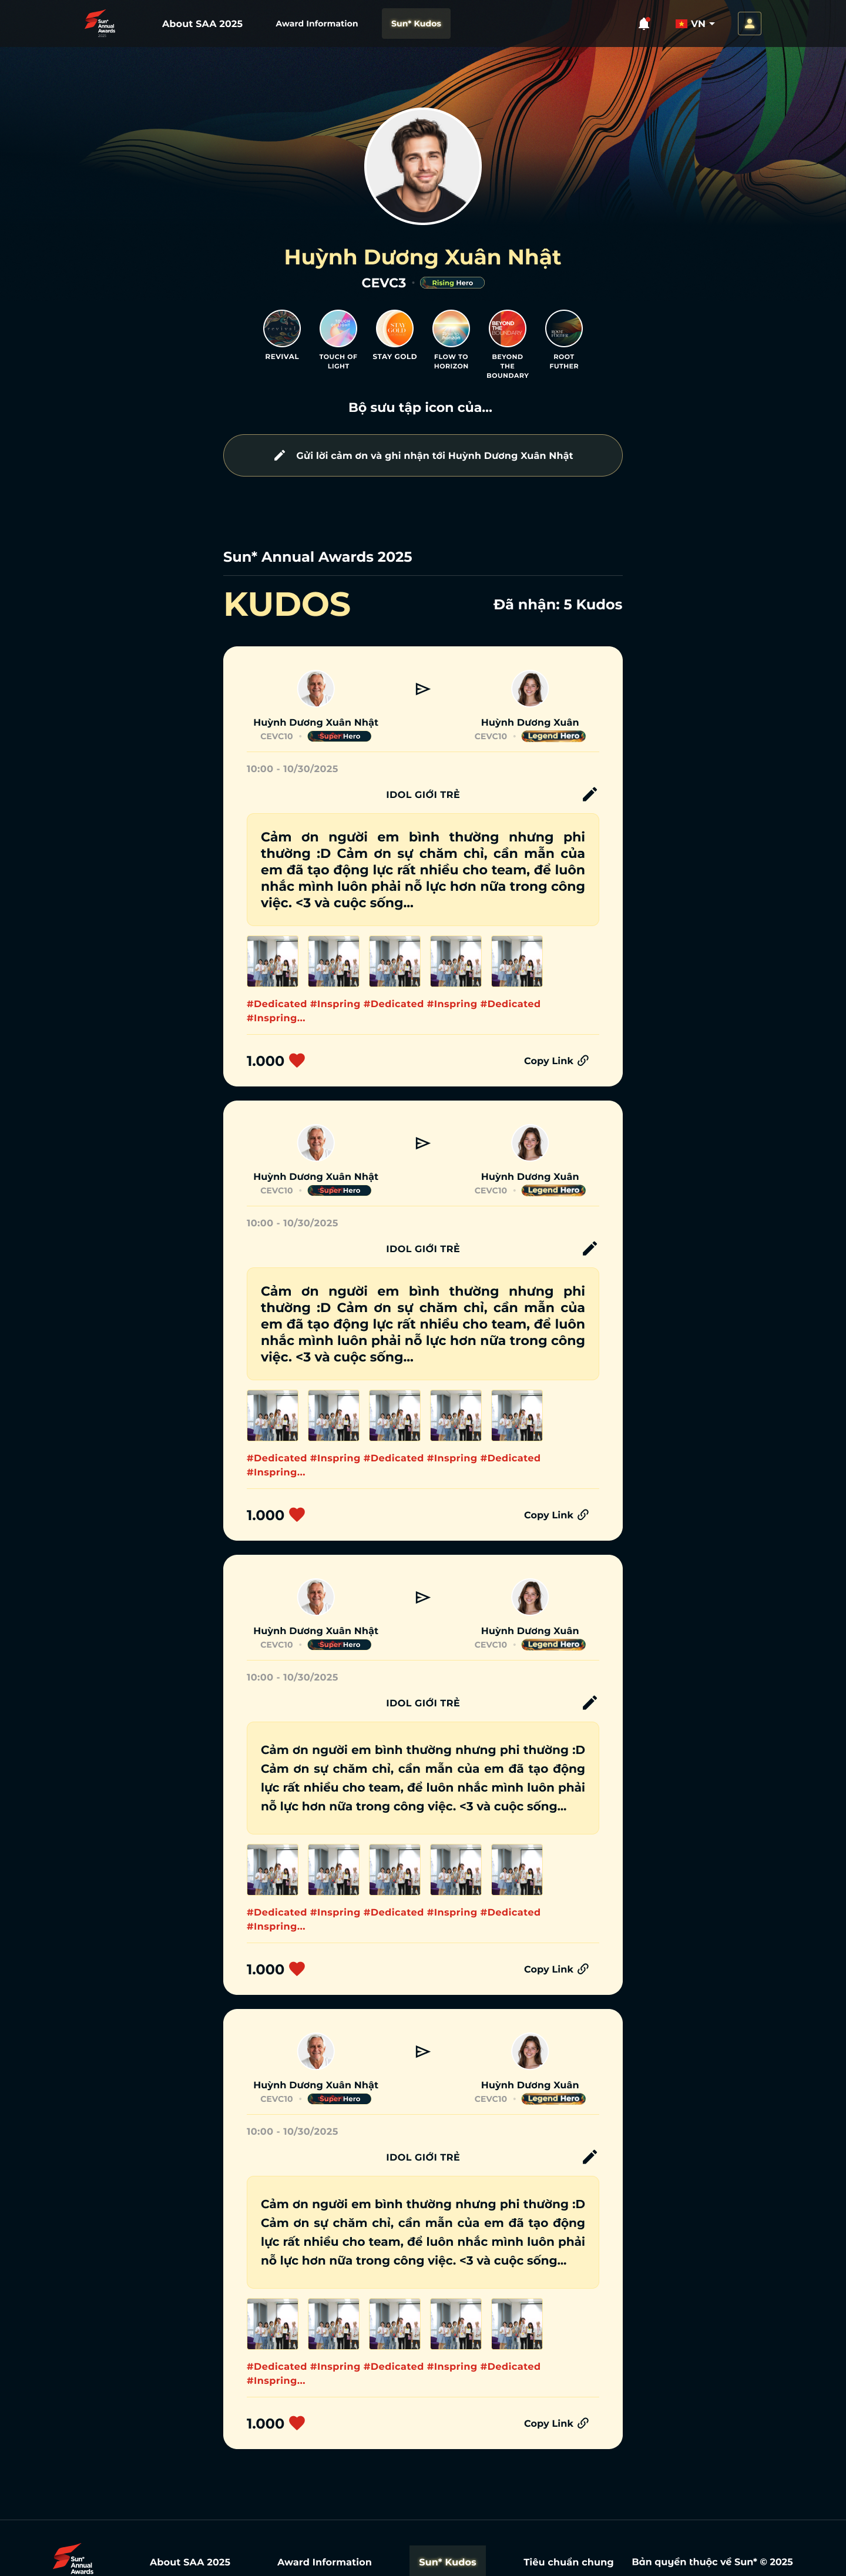 Sun*
Annual
Awards
2025
About SAA 2025
Award Information
Sun* Kudos
VN
Huỳnh Dương Xuân Nhật
CEVC3
Rising Hero
STAY
GOLD
BEYOND
THE
BOUNDARY
REVIVAL
TOUCH OF
LIGHT
STAY GOLD
FLOW TO
HORIZON
BEYOND
THE
BOUNDARY
ROOT
FUTHER
Bộ sưu tập icon của...
Gửi lời cảm ơn và ghi nhận tới Huỳnh Dương Xuân Nhật
Sun* Annual Awards 2025
KUDOS
Đã nhận: 5 Kudos
Huỳnh Dương Xuân Nhật
CEVC10
Super Hero
Huỳnh Dương Xuân
CEVC10
Legend Hero
10:00 - 10/30/2025
IDOL GIỚI TRẺ
Cảm ơn người em bình thường nhưng phi
thường :D Cảm ơn sự chăm chỉ, cần mẫn của
em đã tạo động lực rất nhiều cho team, để luôn
nhắc mình luôn phải nỗ lực hơn nữa trong công
việc. <3 và cuộc sống...
#Dedicated #Inspring #Dedicated #Inspring #Dedicated
#Inspring...
1.000
Copy Link
Huỳnh Dương Xuân Nhật
CEVC10
Super Hero
Huỳnh Dương Xuân
CEVC10
Legend Hero
10:00 - 10/30/2025
IDOL GIỚI TRẺ
Cảm ơn người em bình thường nhưng phi
thường :D Cảm ơn sự chăm chỉ, cần mẫn của
em đã tạo động lực rất nhiều cho team, để luôn
nhắc mình luôn phải nỗ lực hơn nữa trong công
việc. <3 và cuộc sống...
#Dedicated #Inspring #Dedicated #Inspring #Dedicated
#Inspring...
1.000
Copy Link
Huỳnh Dương Xuân Nhật
CEVC10
Super Hero
Huỳnh Dương Xuân
CEVC10
Legend Hero
10:00 - 10/30/2025
IDOL GIỚI TRẺ
Cảm ơn người em bình thường nhưng phi thường :D
Cảm ơn sự chăm chỉ, cần mẫn của em đã tạo động
lực rất nhiều cho team, để luôn nhắc mình luôn phải
nỗ lực hơn nữa trong công việc. <3 và cuộc sống...
#Dedicated #Inspring #Dedicated #Inspring #Dedicated
#Inspring...
1.000
Copy Link
Huỳnh Dương Xuân Nhật
CEVC10
Super Hero
Huỳnh Dương Xuân
CEVC10
Legend Hero
10:00 - 10/30/2025
IDOL GIỚI TRẺ
Cảm ơn người em bình thường nhưng phi thường :D
Cảm ơn sự chăm chỉ, cần mẫn của em đã tạo động
lực rất nhiều cho team, để luôn nhắc mình luôn phải
nỗ lực hơn nữa trong công việc. <3 và cuộc sống...
#Dedicated #Inspring #Dedicated #Inspring #Dedicated
#Inspring...
1.000
Copy Link
Sun*
Annual
Awards
About SAA 2025
Award Information
Sun* Kudos
Tiêu chuẩn chung
Bản quyền thuộc về Sun* © 2025